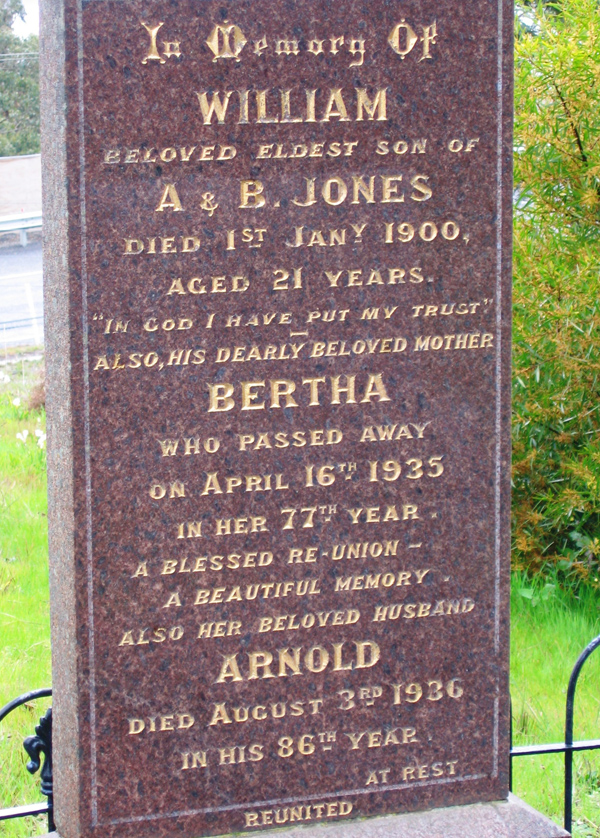 In Memory Of
WILLIAM
BELOVED ELDEST SON OF
A & B. JONES
DIED 1ST JANY 1900,
AGED 21 YEARS.
"IN GOD I HAVE PUT MY TRUST"
ALSO, HIS DEARLY BELOVED MOTHER
BERTHA
WHO PASSED AWAY
ON APRIL 16TH 1935
IN HER 77TH YEAR.
A BLESSED RE-UNION —
A BEAUTIFUL MEMORY.
ALSO HER BELOVED HUSBAND
ARNOLD
DIED AUGUST 3RD 1936
IN HIS 86TH YEAR.
AT REST
REUNITED